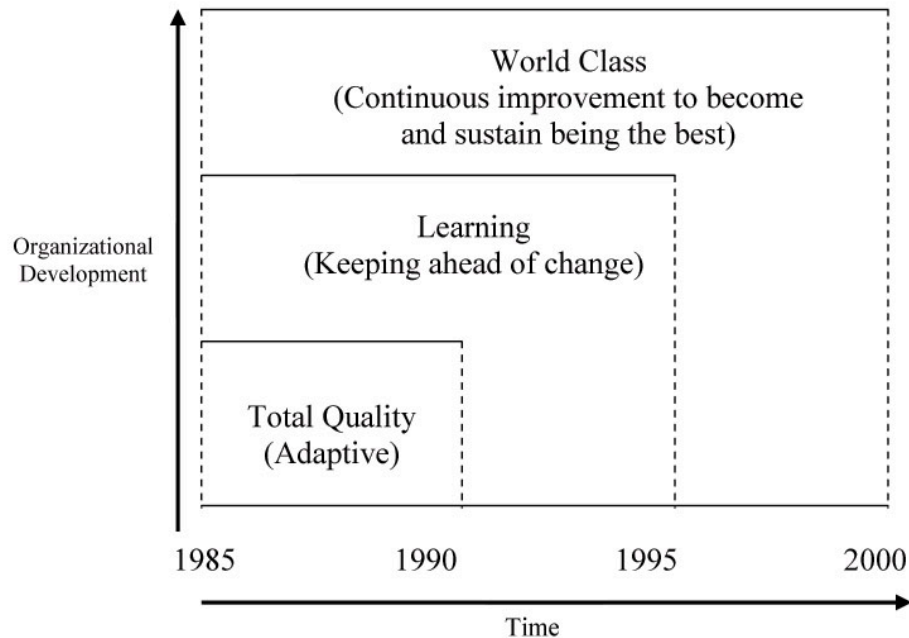 World Class
(Continuous improvement to become
and sustain being the best)
Learning
(Keeping ahead of change)
Organizational
Development
Total Quality
(Adaptive)
1985 1990 1995 2000
Time